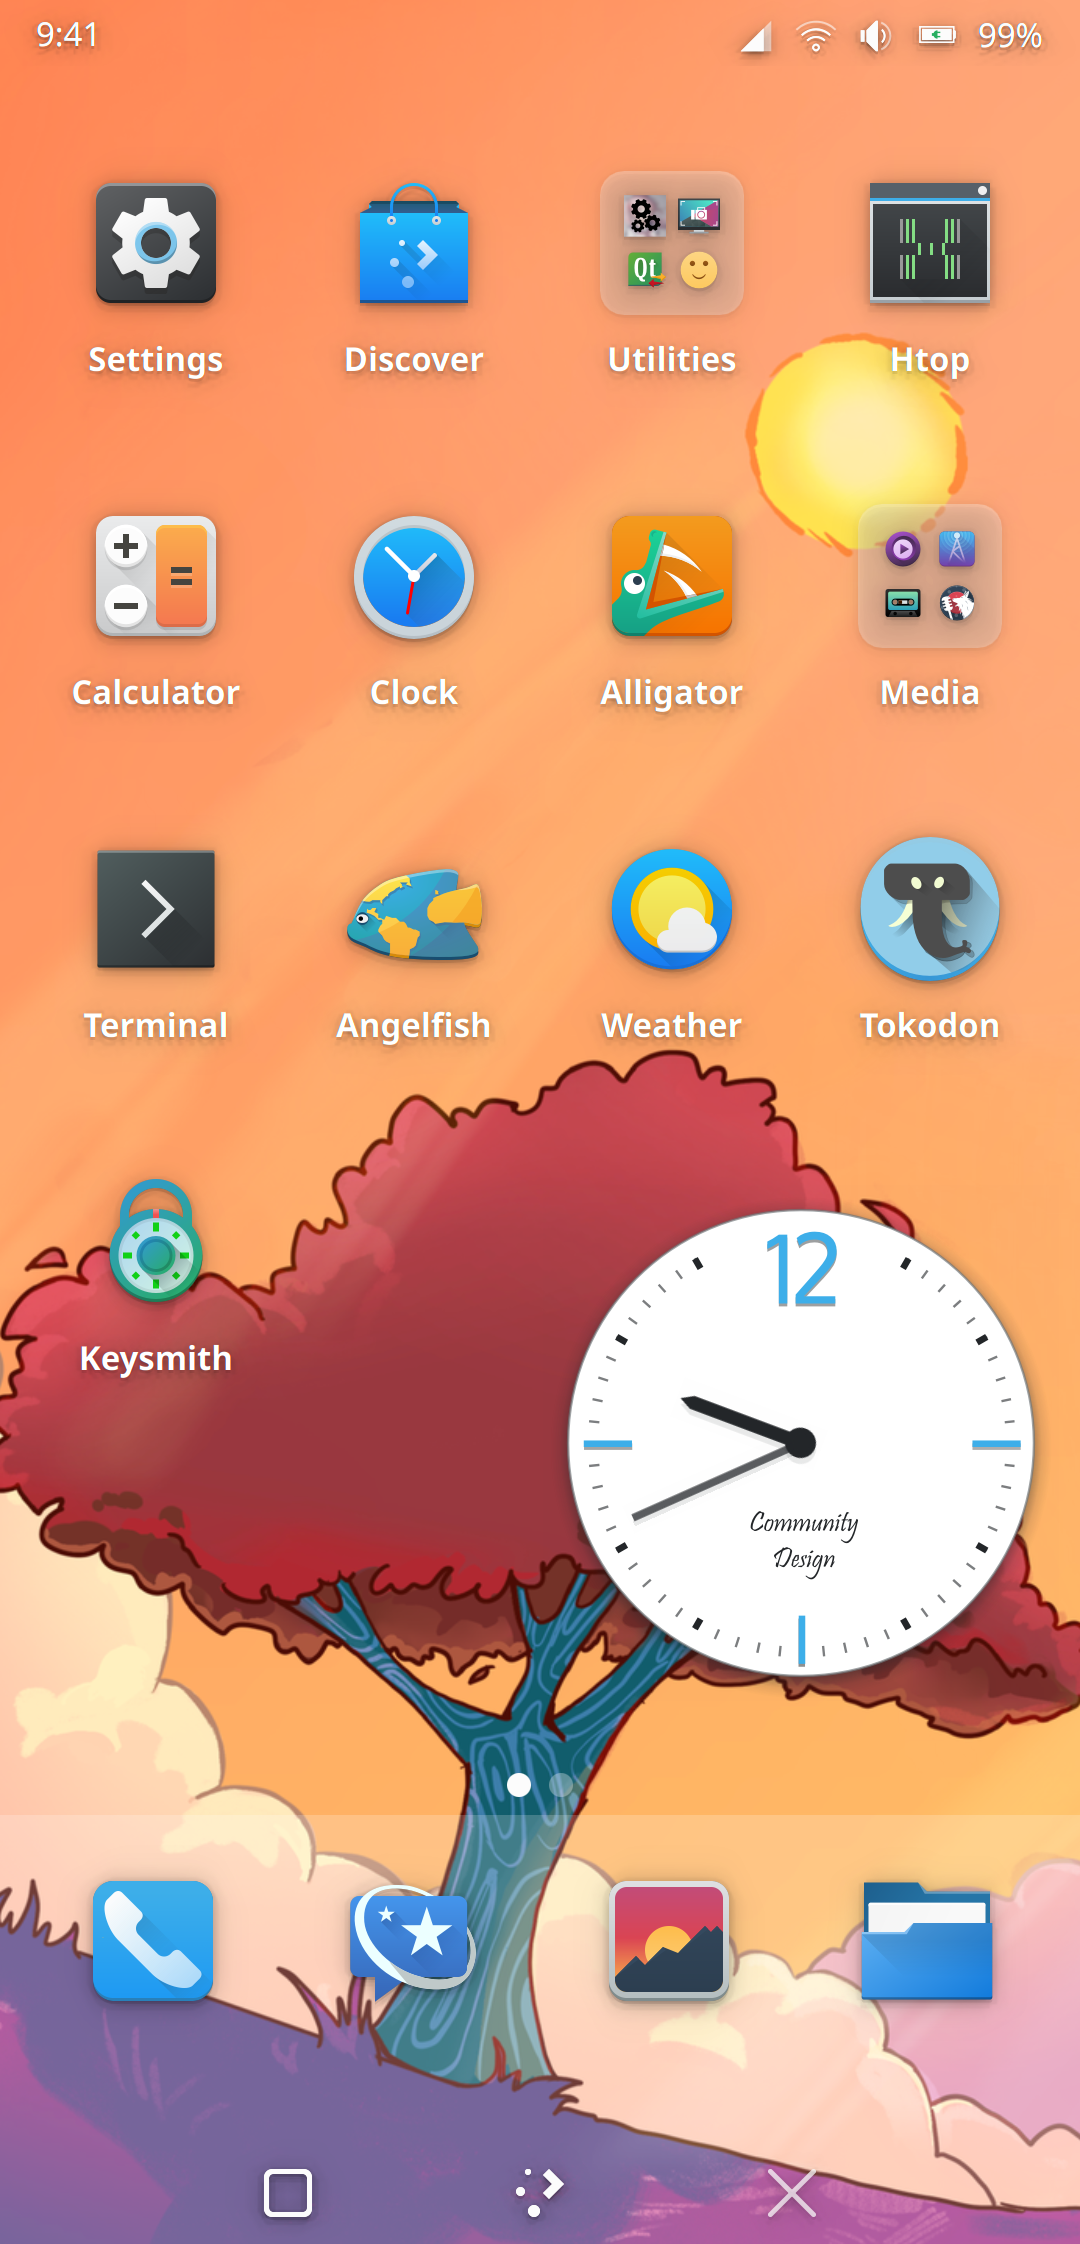 9:41 99%
Settings Discover Utilities Htop
Qt
Calculator Clock Alligator Media
Terminal Angelfish Weather Tokodon
Keysmith
12
Community
Design